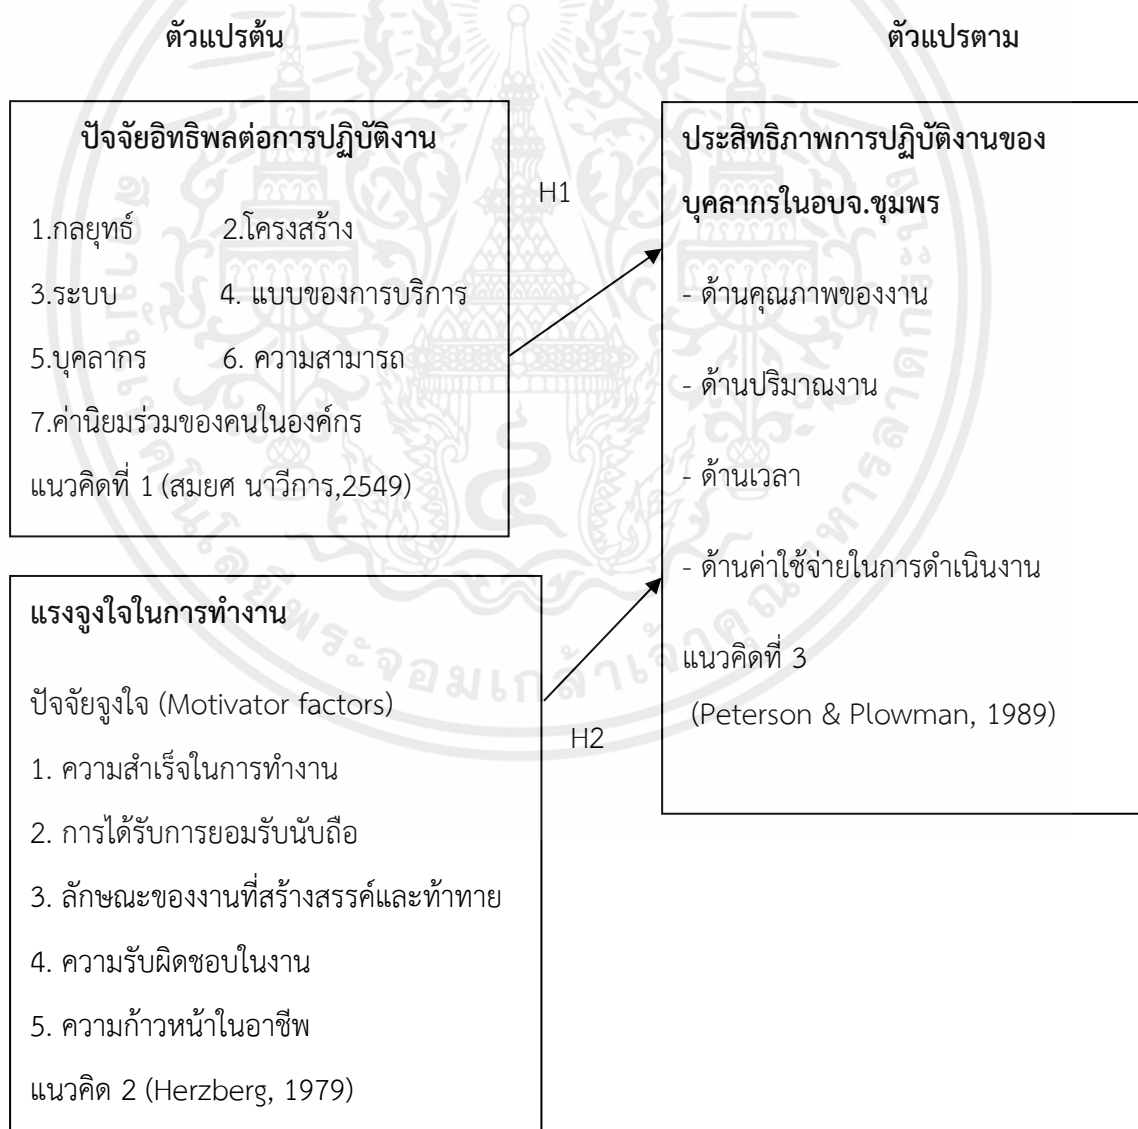 ตัวแปรต้น
ตัวแปรตาม
ปัจจัยอิทธิพลต่อการปฏิบัติงาน
1.กลยุทธ์ 2.โครงสร้าง
3.ระบบ 4. แบบของการบริการ
5.บุคลากร 6. ความสามารถ
7.ค่านิยมร่วมของคนในองค์กร
แนวคิดที่ 1 (สมยศ นาวีการ,2549)
H1
ประสิทธิภาพการปฏิบัติงานของ
บุคลากรในอบจ.ชุมพร
- ด้านคุณภาพของงาน
- ด้านปริมาณงาน
- ด้านเวลา
- ด้านค่าใช้จ่ายในการดำเนินงาน
แนวคิดที่ 3
(Peterson & Plowman, 1989)
แรงจูงใจในการทำงาน
ปัจจัยจูงใจ (Motivator factors)
1. ความสำเร็จในการทำงาน
2. การได้รับการยอมรับนับถือ
3. ลักษณะของงานที่สร้างสรรค์และท้าทาย
4. ความรับผิดชอบในงาน
5. ความก้าวหน้าในอาชีพ
แนวคิด 2 (Herzberg, 1979)
H2